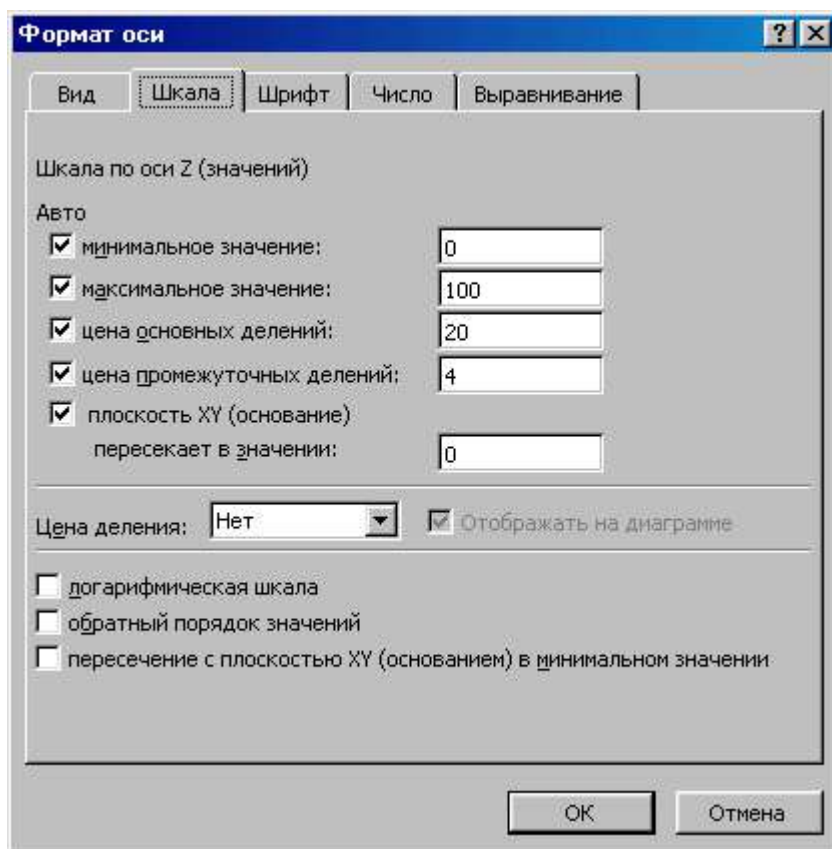 Формат оси
Вид Шкала Шрифт Число Выравнивание
Шкала по оси Z (значений)
Авто
минимальное значение: 0
максимальное значение: 100
цена основных делений: 20
цена промежуточных делений: 4
плоскость XY (основание)
пересекает в значении: 0
Цена деления: Нет Отображать на диаграмме
логарифмическая шкала
обратный порядок значений
пересечение с плоскостью XY (основанием) в минимальном значении
ОК Отмена